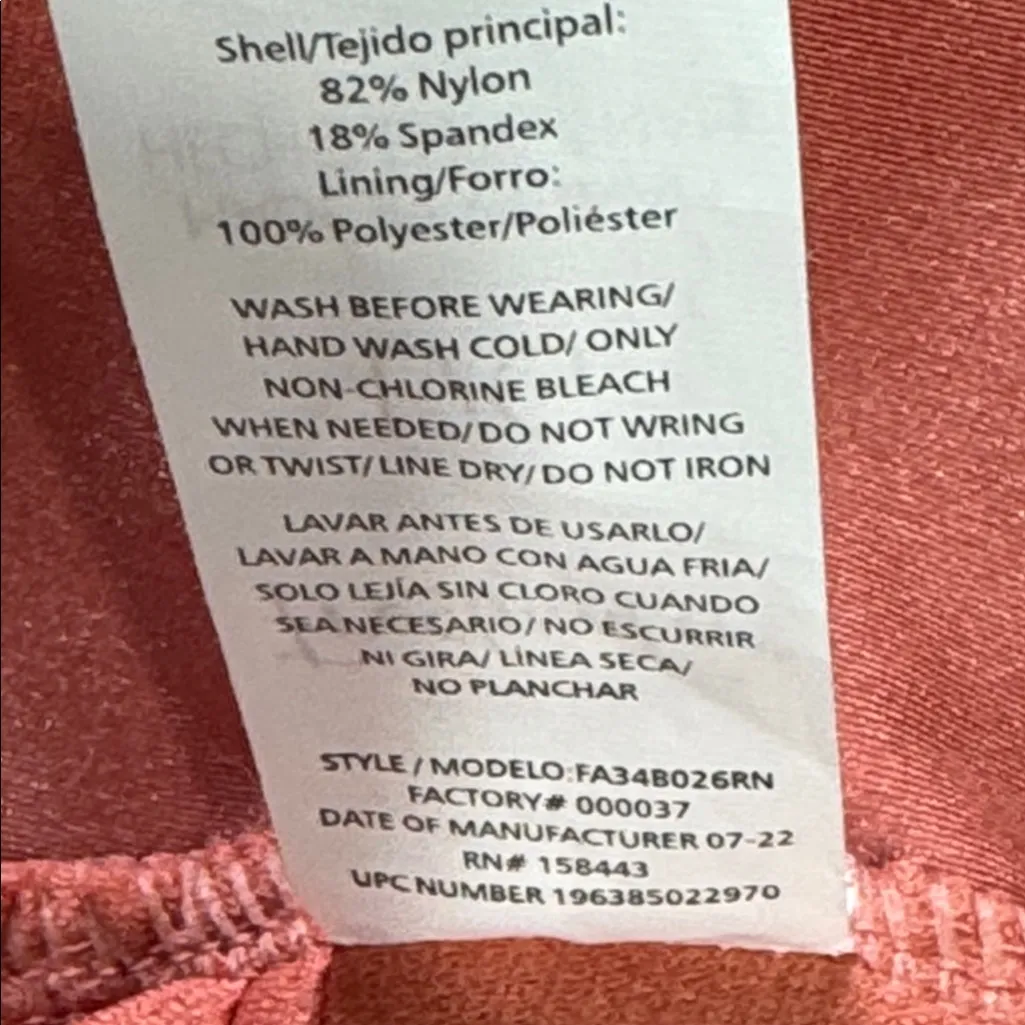 Shell/Tejido principal:
82% Nylon
18% Spandex
Lining/Forro:
100% Polyester/Poliéster
WASH BEFORE WEARING/
HAND WASH COLD/ ONLY
NON-CHLORINE BLEACH
WHEN NEEDED/ DO NOT WRING
OR TWIST/ LINE DRY/ DO NOT IRON
LAVAR ANTES DE USARLO/
LAVAR A MANO CON AGUA FRIA/
SOLO LEJÍA SIN CLORO CUANDO
SEA NECESARIO/ NO ESCURRIR
NI GIRA/ LÍNEA SECA/
NO PLANCHAR
STYLE / MODELO:FA34B026RN
FACTORY# 000037
DATE OF MANUFACTURER 07-22
RN# 158443
UPC NUMBER 196385022970